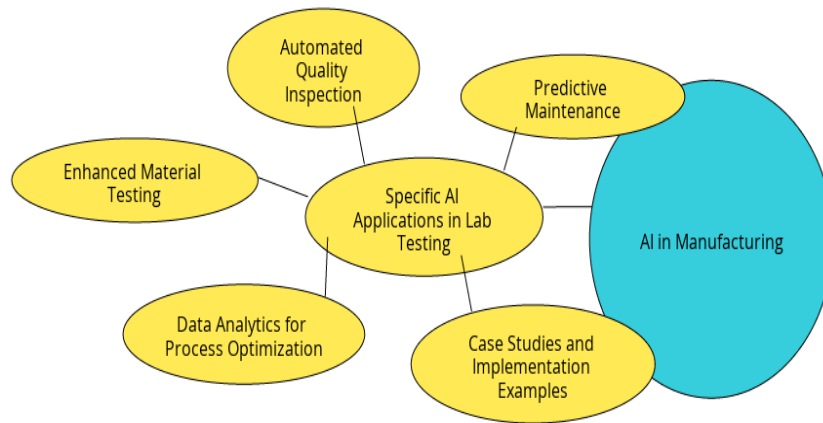 Automated
Quality
Inspection
Predictive
Maintenance
Enhanced Material
Testing
Specific AI
Applications in Lab
Testing
AI in Manufacturing
Data Analytics for
Process Optimization
Case Studies and
Implementation
Examples